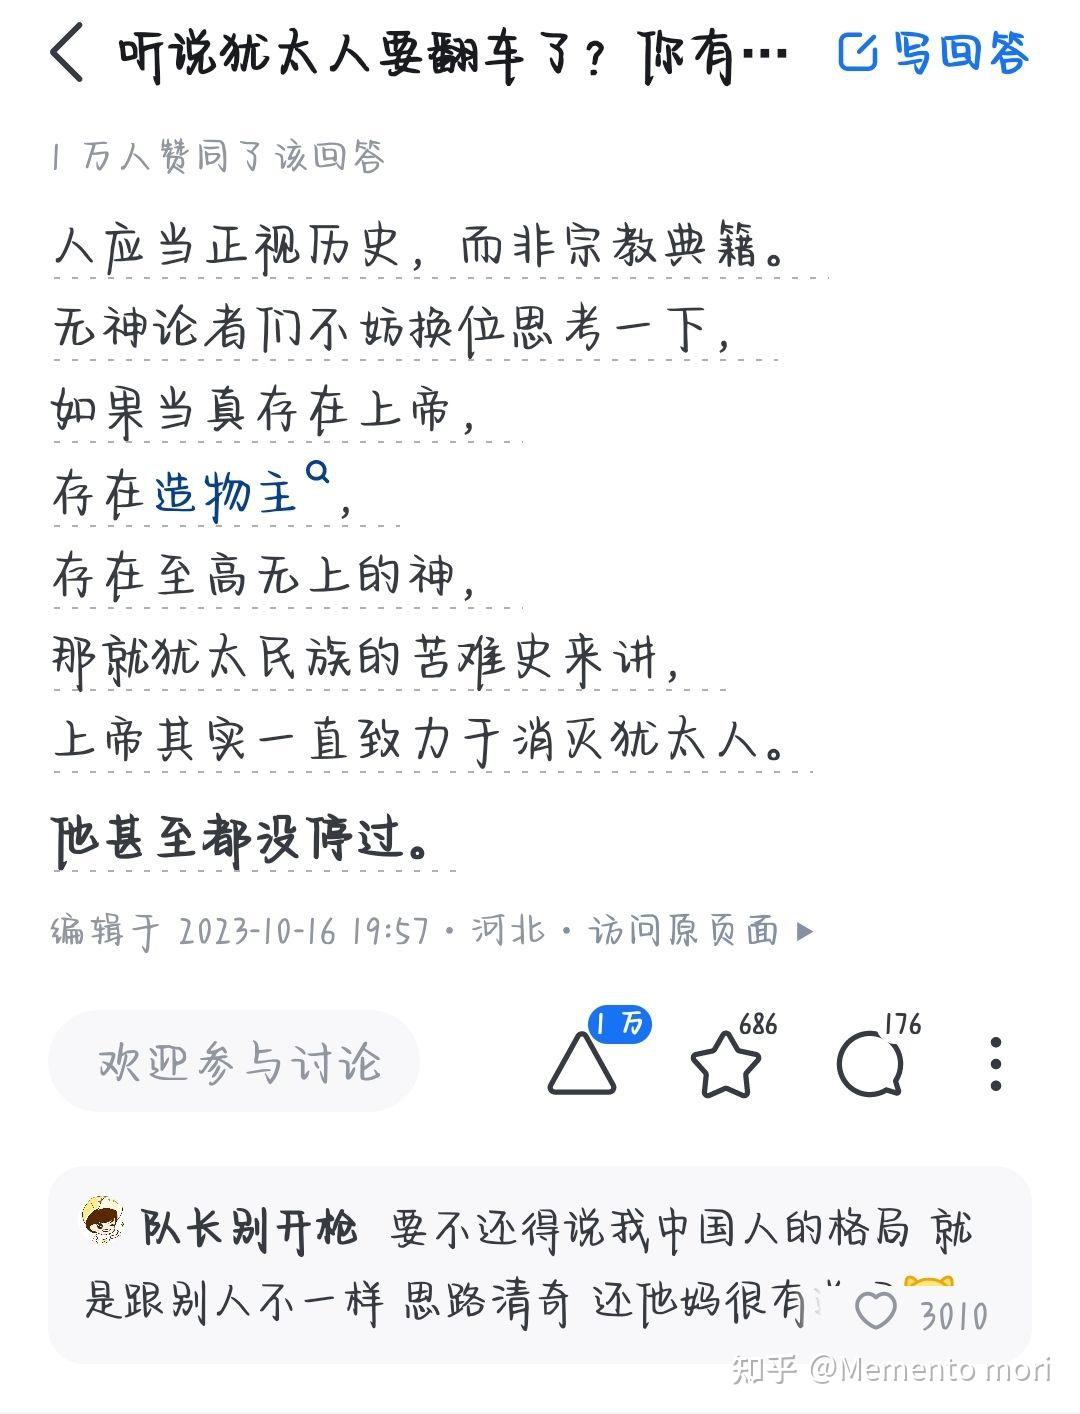 听说犹太人要翻车了？你有… 写回答
1 万人赞同了该回答
人应当正视历史，而非宗教典籍。
无神论者们不妨换位思考一下，
如果当真存在上帝，
存在造物主，
存在至高无上的神，
那就犹太民族的苦难史来讲，
上帝其实一直致力于消灭犹太人。
他甚至都没停过。
编辑于 2023-10-16 19:57・河北・访问原页面
欢迎参与讨论 1 万 686 176
队长别开枪 要不还得说我中国人的格局 就
是跟别人不一样 思路清奇 还他妈很有 3010
知乎 @Memento mori